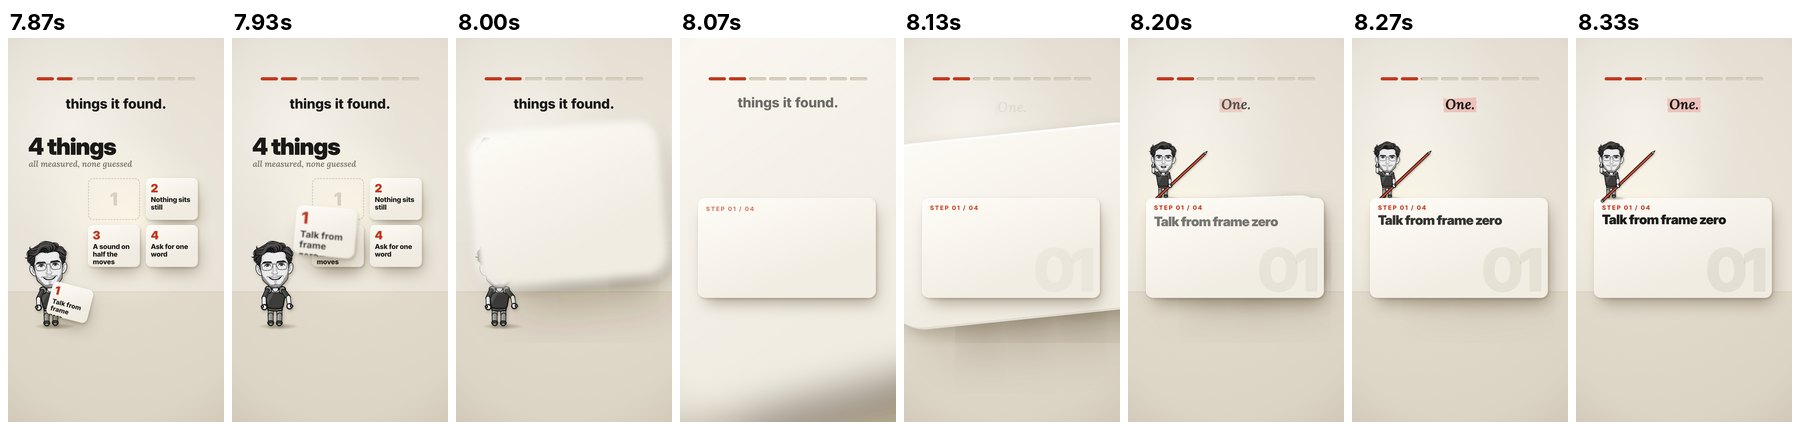 7.87s
things it found.
4 things
all measured, none guessed
1
2
Nothing sits
still
3
A sound on
half the
moves
4
Ask for one
word
1
Talk from
frame
7.93s
things it found.
4 things
all measured, none guessed
1
2
Nothing sits
still
1
Talk from
frame
moves
4
Ask for one
word
8.00s
things it found.
8.07s
things it found.
STEP 01 / 04
8.13s
One.
STEP 01 / 04
01
8.20s
One.
STEP 01 / 04
Talk from frame zero
01
8.27s
One.
STEP 01 / 04
Talk from frame zero
01
8.33s
One.
STEP 01 / 04
Talk from frame zero
01